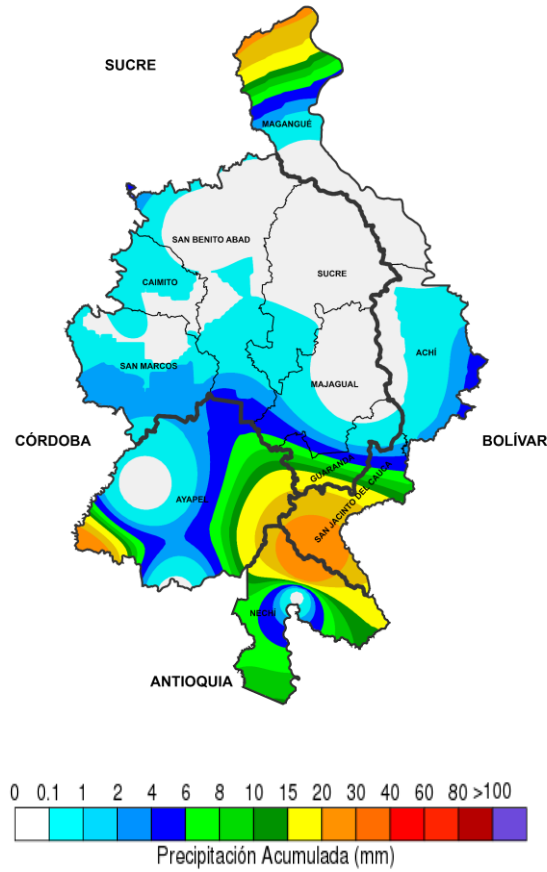 SUCRE
MAGANGUÉ
SAN BENITO ABAD
SUCRE
CAIMITO
ACHÍ
SAN MARCOS
MAJAGUAL
CÓRDOBA
BOLÍVAR
GUARANDA
AYAPEL
SAN JACINTO DEL CAUCA
NECHÍ
ANTIOQUIA
0 0.1 1 2 4 6 8 10 15 20 30 40 60 80 >100
Precipitación Acumulada (mm)